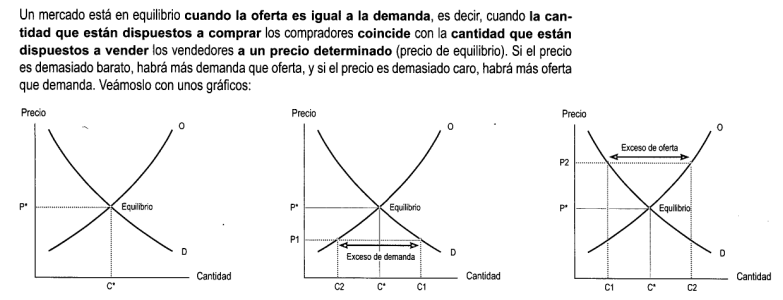 Un mercado está en equilibrio cuando la oferta es igual a la demanda, es decir, cuando la can-
tidad que están dispuestos a comprar los compradores coincide con la cantidad que están
dispuestos a vender los vendedores a un precio determinado (precio de equilibrio). Si el precio
es demasiado barato, habrá más demanda que oferta, y si el precio es demasiado caro, habrá más oferta
que demanda. Veámoslo con unos gráficos:
Precio
O
P*
Equilibrio
D
Cantidad
C*
Precio
O
P*
Equilibrio
P1
Exceso de demanda
D
Cantidad
C2 C* C1
Precio
O
Exceso de oferta
P2
P*
Equilibrio
D
Cantidad
C1 C* C2